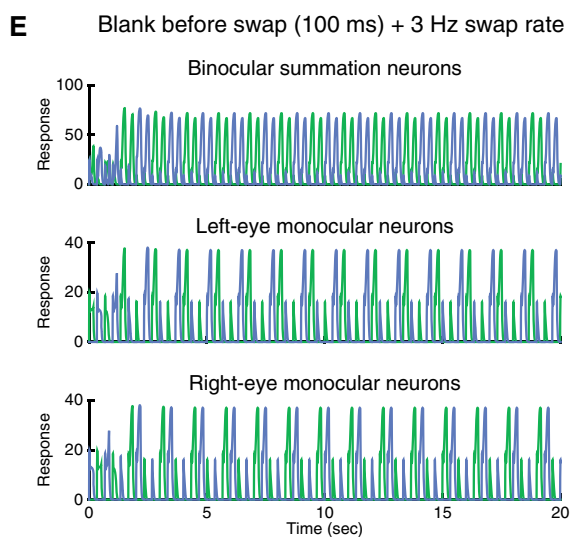 E Blank before swap (100 ms) + 3 Hz swap rate
Binocular summation neurons
100
50
0
Response
Left-eye monocular neurons
40
20
0
Response
Right-eye monocular neurons
40
20
0
Response
0 5 10 15 20
Time (sec)